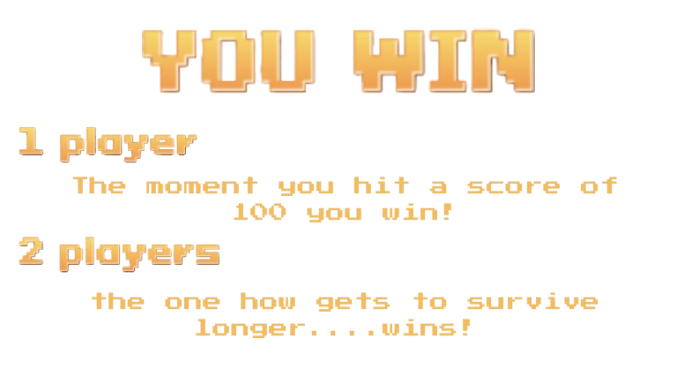 YOU WIN
1 player
The moment you hit a score of
100 you win!
2 players
the one how gets to survive
longer....wins!